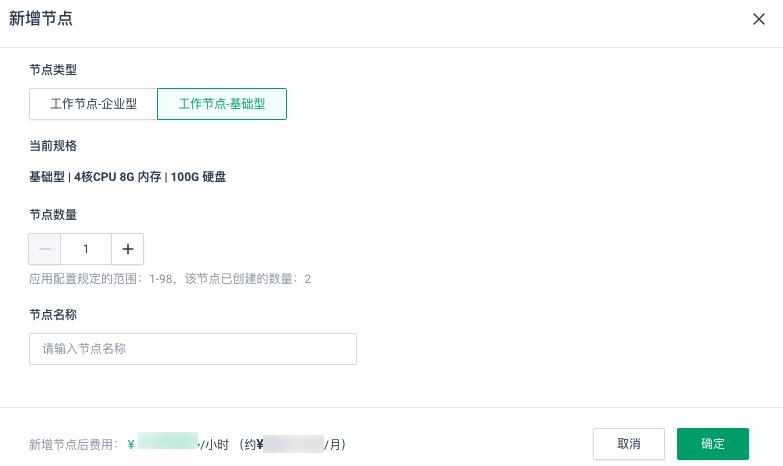 新增节点
节点类型
工作节点-企业型 工作节点-基础型
当前规格
基础型 | 4核CPU 8G 内存 | 100G 硬盘
节点数量
1
应用配置规定的范围：1-98，该节点已创建的数量：2
节点名称
请输入节点名称
新增节点后费用：¥ /小时 （约¥ /月） 取消 确定